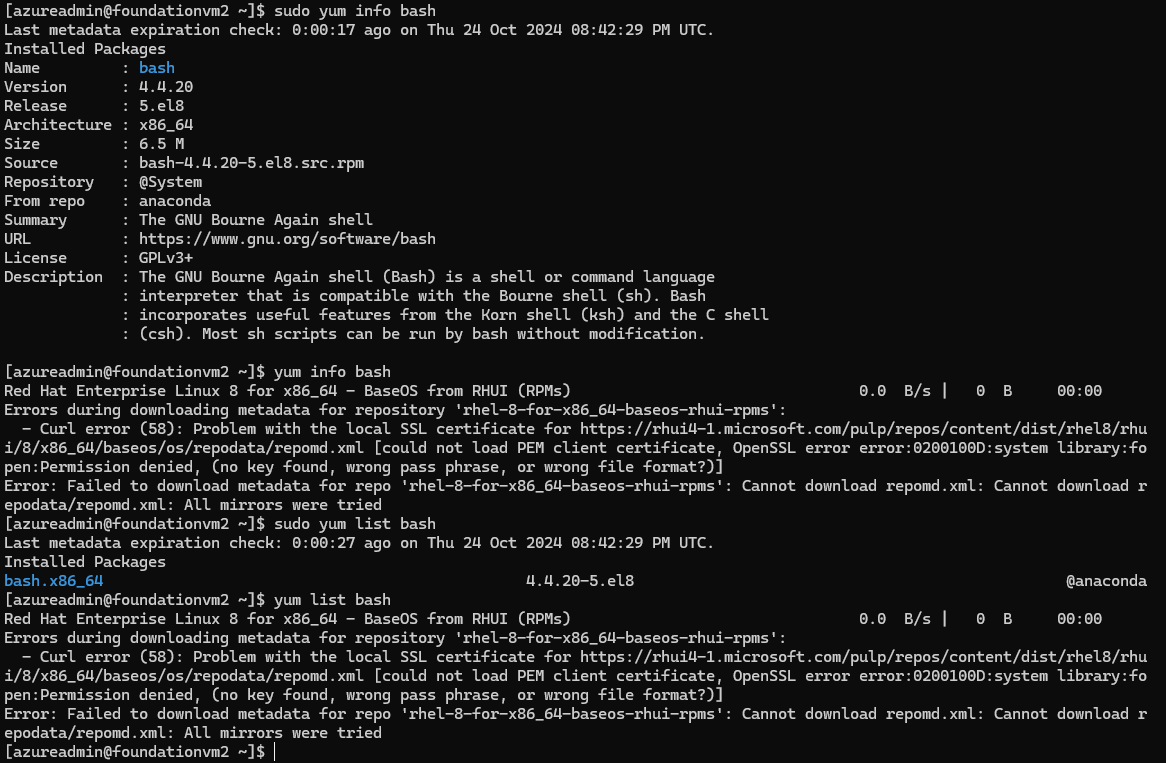 [azureadmin@foundationvm2 ~]$ sudo yum info bash
Last metadata expiration check: 0:00:17 ago on Thu 24 Oct 2024 08:42:29 PM UTC.
Installed Packages
Name         : bash
Version      : 4.4.20
Release      : 5.el8
Architecture : x86_64
Size         : 6.5 M
Source       : bash-4.4.20-5.el8.src.rpm
Repository   : @System
From repo    : anaconda
Summary      : The GNU Bourne Again shell
URL          : https://www.gnu.org/software/bash
License      : GPLv3+
Description  : The GNU Bourne Again shell (Bash) is a shell or command language
             : interpreter that is compatible with the Bourne shell (sh). Bash
             : incorporates useful features from the Korn shell (ksh) and the C shell
             : (csh). Most sh scripts can be run by bash without modification.

[azureadmin@foundationvm2 ~]$ yum info bash
Red Hat Enterprise Linux 8 for x86_64 - BaseOS from RHUI (RPMs)                                0.0  B/s |   0  B     00:00
Errors during downloading metadata for repository 'rhel-8-for-x86_64-baseos-rhui-rpms':
  - Curl error (58): Problem with the local SSL certificate for https://rhui4-1.microsoft.com/pulp/repos/content/dist/rhel8/rhu
i/8/x86_64/baseos/os/repodata/repomd.xml [could not load PEM client certificate, OpenSSL error error:0200100D:system library:fo
pen:Permission denied, (no key found, wrong pass phrase, or wrong file format?)]
Error: Failed to download metadata for repo 'rhel-8-for-x86_64-baseos-rhui-rpms': Cannot download repomd.xml: Cannot download r
epodata/repomd.xml: All mirrors were tried
[azureadmin@foundationvm2 ~]$ sudo yum list bash
Last metadata expiration check: 0:00:27 ago on Thu 24 Oct 2024 08:42:29 PM UTC.
Installed Packages
bash.x86_64                                               4.4.20-5.el8                                                @anaconda
[azureadmin@foundationvm2 ~]$ yum list bash
Red Hat Enterprise Linux 8 for x86_64 - BaseOS from RHUI (RPMs)                                0.0  B/s |   0  B     00:00
Errors during downloading metadata for repository 'rhel-8-for-x86_64-baseos-rhui-rpms':
  - Curl error (58): Problem with the local SSL certificate for https://rhui4-1.microsoft.com/pulp/repos/content/dist/rhel8/rhu
i/8/x86_64/baseos/os/repodata/repomd.xml [could not load PEM client certificate, OpenSSL error error:0200100D:system library:fo
pen:Permission denied, (no key found, wrong pass phrase, or wrong file format?)]
Error: Failed to download metadata for repo 'rhel-8-for-x86_64-baseos-rhui-rpms': Cannot download repomd.xml: Cannot download r
epodata/repomd.xml: All mirrors were tried
[azureadmin@foundationvm2 ~]$